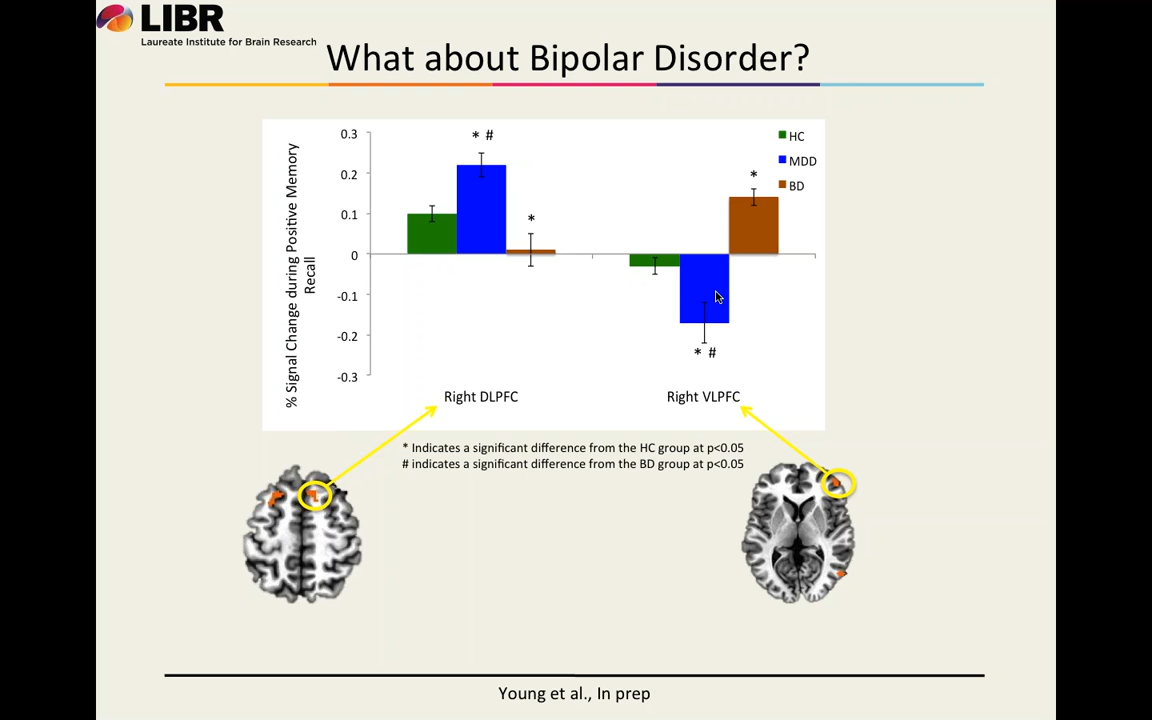 LIBR
Laureate Institute for Brain Research
What about Bipolar Disorder?
% Signal Change during Positive Memory
Recall
0.3
0.2
0.1
0
-0.1
-0.2
-0.3
* #
*
* #
*
HC
MDD
BD
Right DLPFC
Right VLPFC
* Indicates a significant difference from the HC group at p<0.05
# indicates a significant difference from the BD group at p<0.05
Young et al., In prep